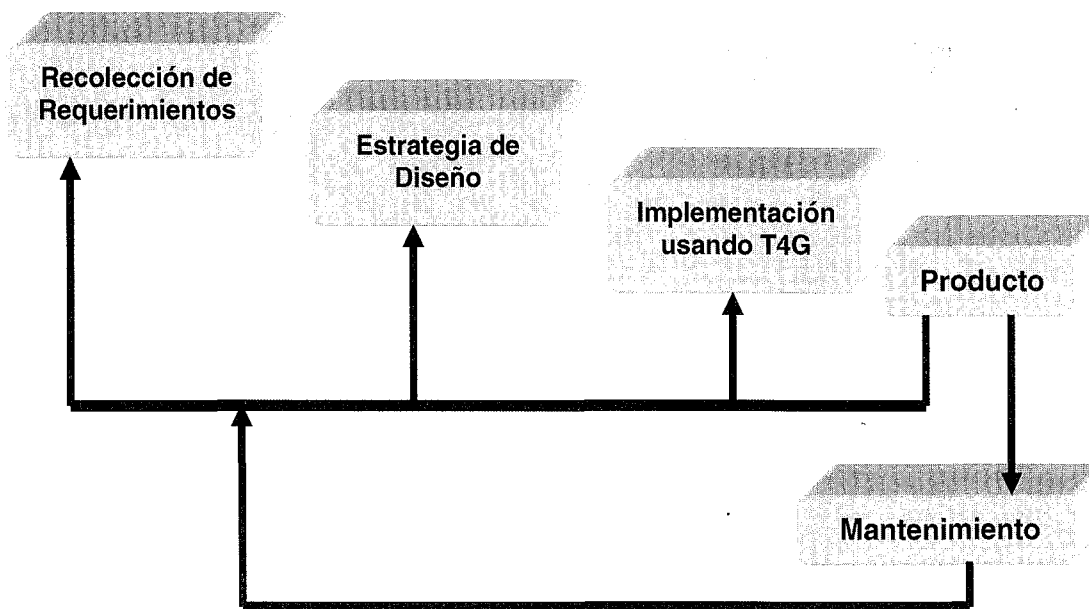 Recolección de
Requerimientos
Estrategia de
Diseño
Implementación
usando T4G
Producto
Mantenimiento